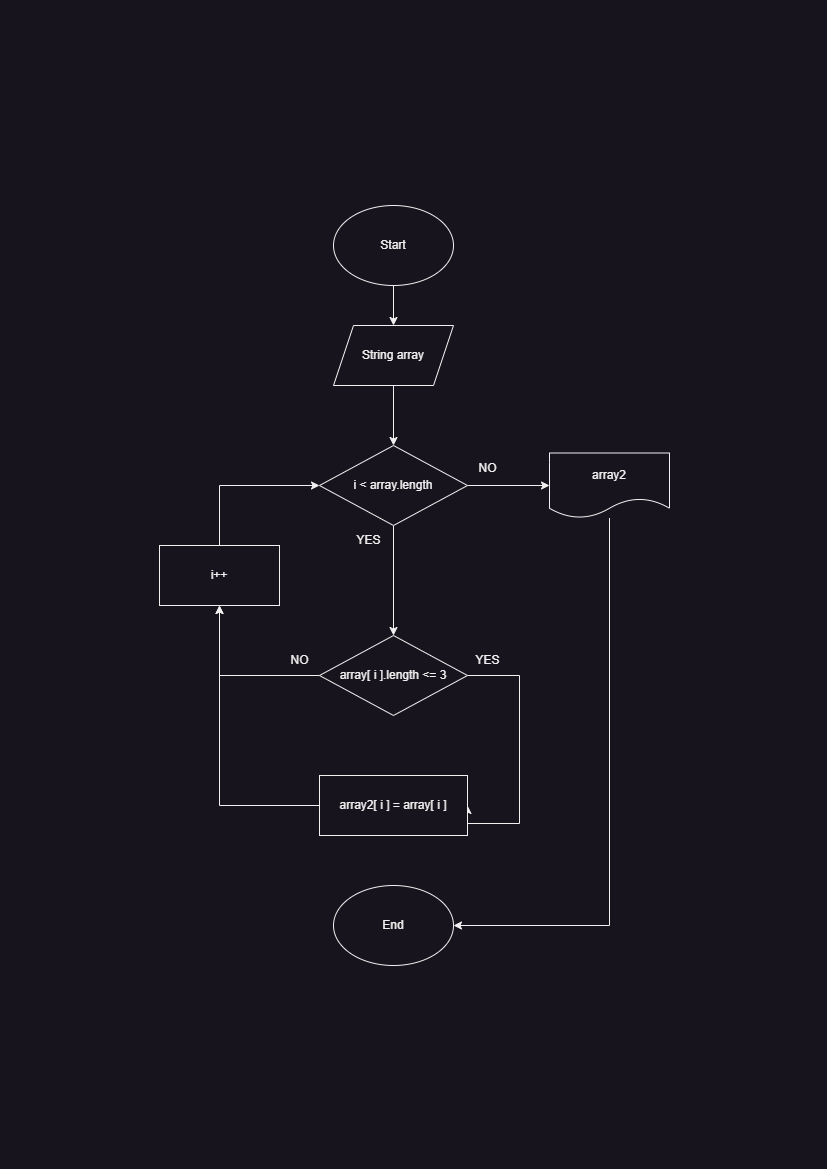 Start
String array
i < array.length
NO
array2
YES
i++
NO
YES
array[ i ].length <= 3
array2[ i ] = array[ i ]
End